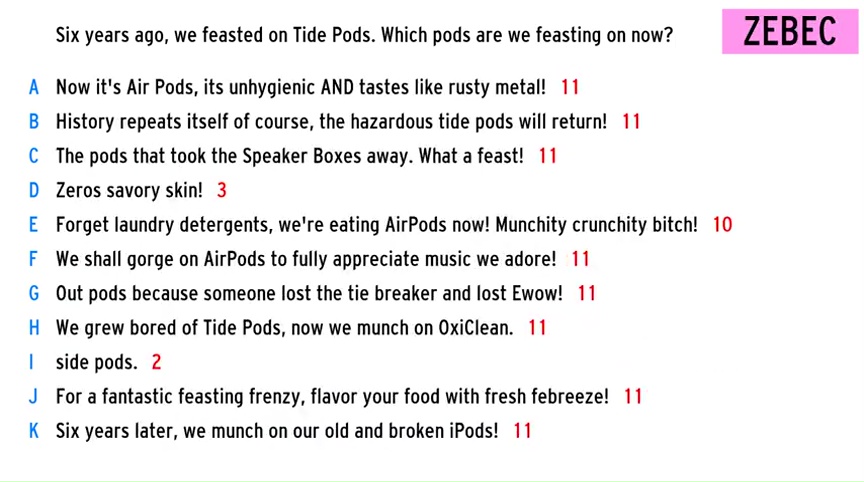 Six years ago, we feasted on Tide Pods. Which pods are we feasting on now?
ZEBEC
A Now it's Air Pods, its unhygienic AND tastes like rusty metal! 11
B History repeats itself of course, the hazardous tide pods will return! 11
C The pods that took the Speaker Boxes away. What a feast! 11
D Zeros savory skin! 3
E Forget laundry detergents, we're eating AirPods now! Munchity crunchity bitch! 10
F We shall gorge on AirPods to fully appreciate music we adore! 11
G Out pods because someone lost the tie breaker and lost Ewow! 11
H We grew bored of Tide Pods, now we munch on OxiClean. 11
I side pods. 2
J For a fantastic feasting frenzy, flavor your food with fresh febreeze! 11
K Six years later, we munch on our old and broken iPods! 11